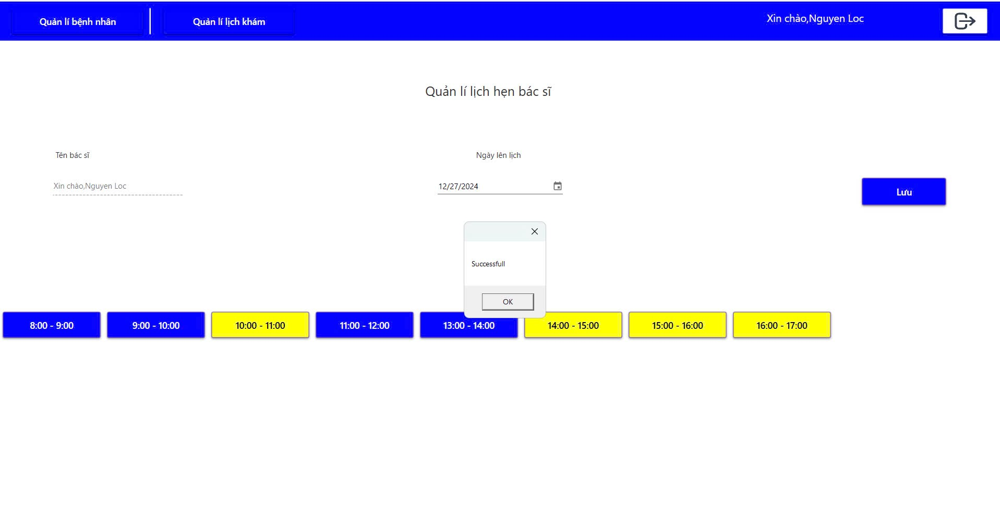 Quản lí bệnh nhân
Quản lí lịch khám
Xin chào,Nguyen Loc
Quản lí lịch hẹn bác sĩ
Tên bác sĩ
Ngày lên lịch
Xin chào,Nguyen Loc
12/27/2024
Lưu
Successfull
OK
8:00 - 9:00
9:00 - 10:00
10:00 - 11:00
11:00 - 12:00
13:00 - 14:00
14:00 - 15:00
15:00 - 16:00
16:00 - 17:00